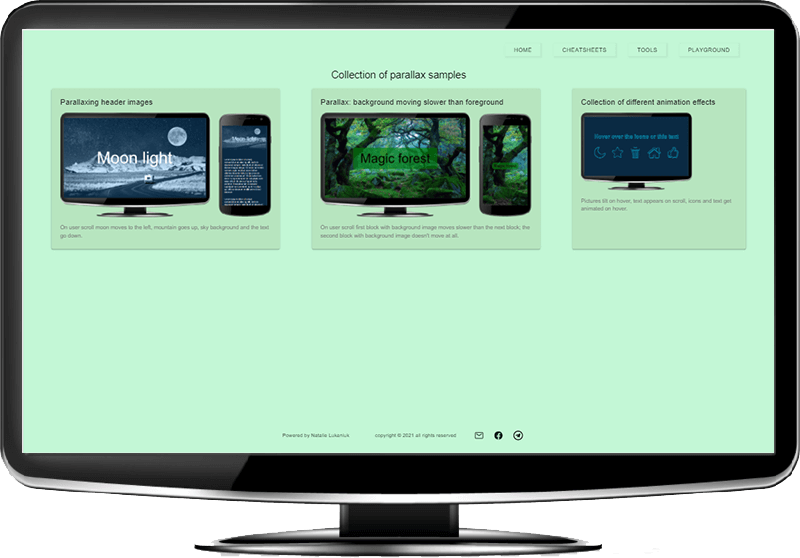 HOME CHEATSHEETS TOOLS PLAYGROUND
Collection of parallax samples
Parallaxing header images
Moon light
Moon light
On user scroll moon moves to the left, mountain goes up, sky background and the text
go down.
Parallax: background moving slower than foreground
Magic forest
On user scroll first block with background image moves slower than the next block; the
second block with background image doesn't move at all.
Collection of different animation effects
Hover over the icons or this text
Pictures tilt on hover, text appears on scroll, icons and text get
animated on hover.
Powered by Natalie Lukaniuk copyright © 2021 all rights reserved